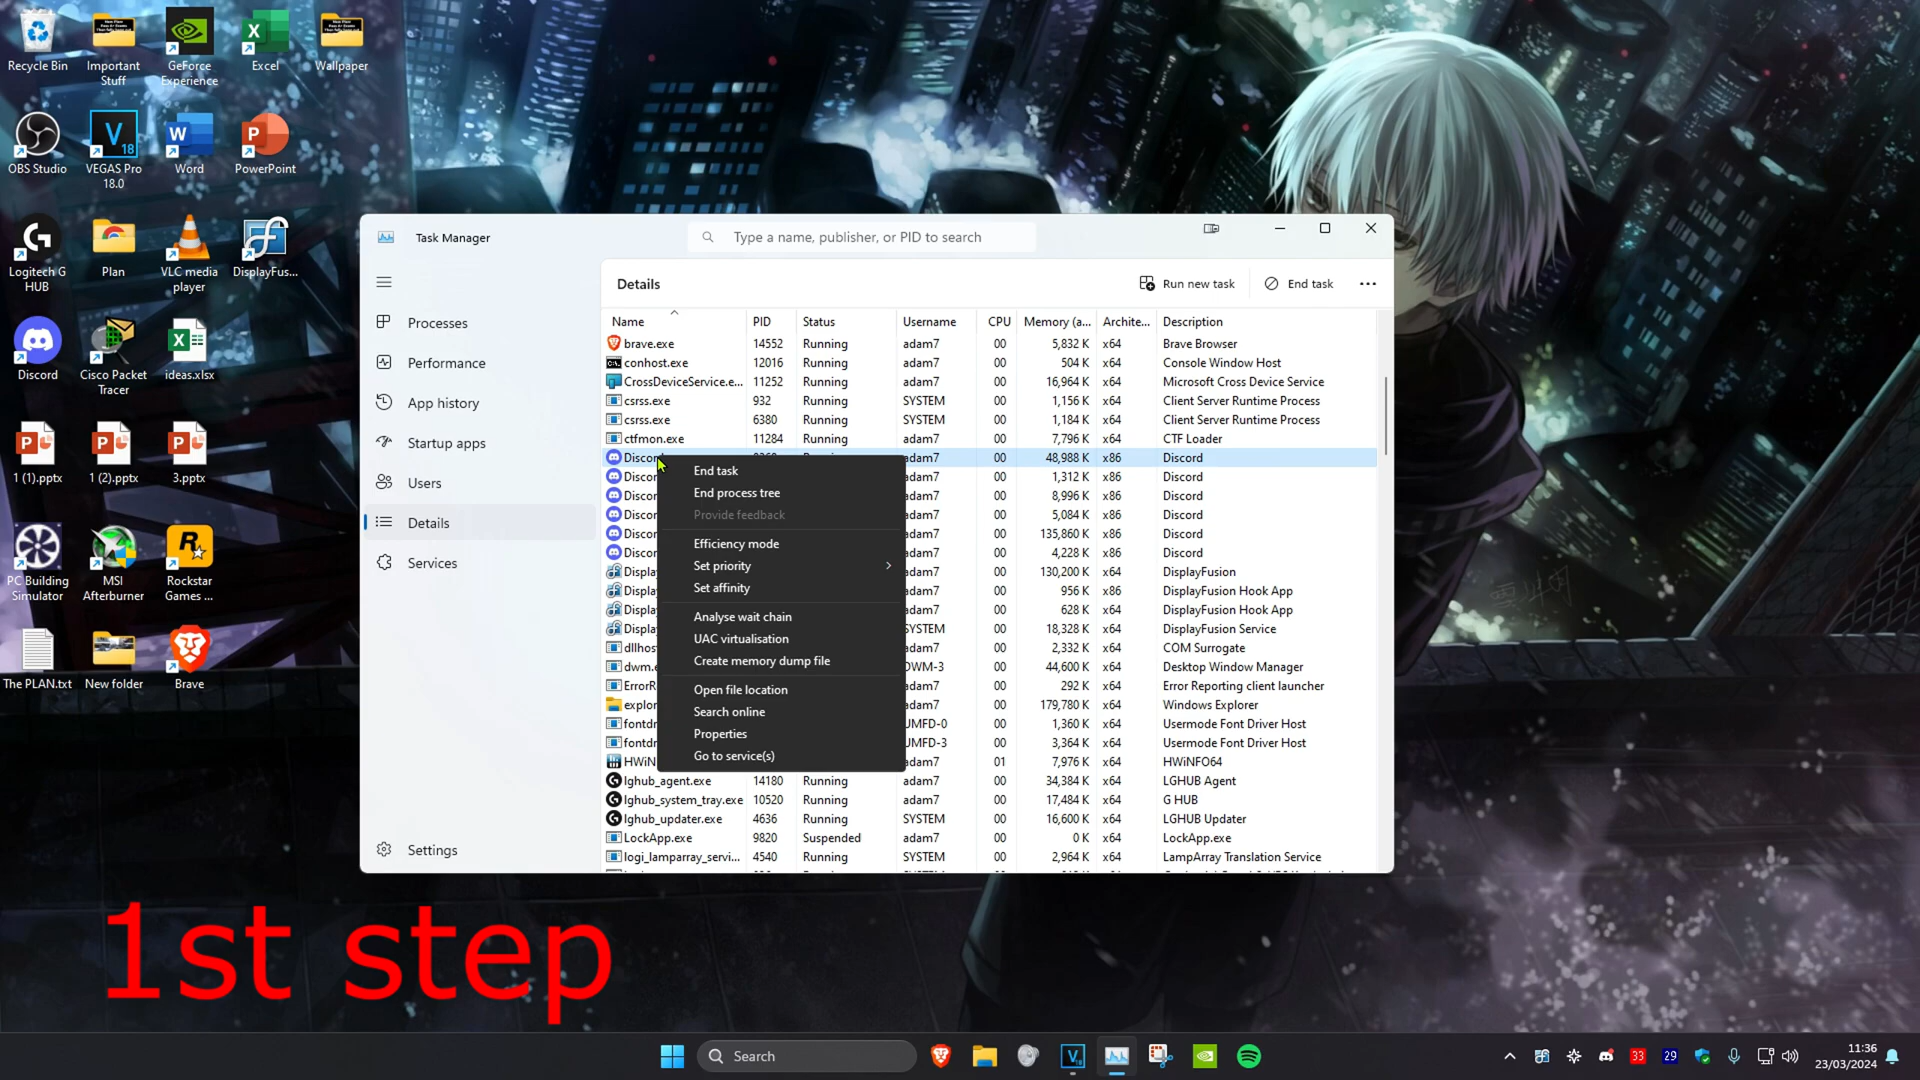 Recycle Bin
Important Stuff
GeForce Experience
Excel
Wallpaper
OBS Studio
VEGAS Pro 18.0
Word
PowerPoint
Logitech G HUB
Plan
VLC media player
DisplayFus...
Discord
Cisco Packet Tracer
ideas.xlsx
1 (1).pptx
1 (2).pptx
3.pptx
PC Building Simulator
MSI Afterburner
Rockstar Games ...
The PLAN.txt
New folder
Brave
Task Manager
Type a name, publisher, or PID to search
Processes
Performance
App history
Startup apps
Users
Details
Services
Settings
Details
Run new task
End task
Name PID Status Username CPU Memory (a... Archite... Description
brave.exe 14552 Running adam7 00 5,832 K x64 Brave Browser
conhost.exe 12016 Running adam7 00 504 K x64 Console Window Host
CrossDeviceService.e... 11252 Running adam7 00 16,964 K x64 Microsoft Cross Device Service
csrss.exe 932 Running SYSTEM 00 1,156 K x64 Client Server Runtime Process
csrss.exe 6380 Running SYSTEM 00 1,184 K x64 Client Server Runtime Process
ctfmon.exe 11284 Running adam7 00 7,796 K x64 CTF Loader
Discor adam7 00 48,988 K x86 Discord
Discor adam7 00 1,312 K x86 Discord
Discor adam7 00 8,996 K x86 Discord
Discor adam7 00 5,084 K x86 Discord
Discor adam7 00 135,860 K x86 Discord
Discor adam7 00 4,228 K x86 Discord
Displa adam7 00 130,200 K x64 DisplayFusion
Displa adam7 00 956 K x86 DisplayFusion Hook App
Displa adam7 00 628 K x64 DisplayFusion Hook App
Displa SYSTEM 00 18,328 K x64 DisplayFusion Service
dllhos adam7 00 2,332 K x64 COM Surrogate
dwm.e DWM-3 00 44,600 K x64 Desktop Window Manager
ErrorR adam7 00 292 K x64 Error Reporting client launcher
explor adam7 00 179,780 K x64 Windows Explorer
fontdr UMFD-0 00 1,360 K x64 Usermode Font Driver Host
fontdr UMFD-3 00 3,364 K x64 Usermode Font Driver Host
HWiN adam7 01 7,976 K x64 HWiNFO64
lghub_agent.exe 14180 Running adam7 00 34,384 K x64 LGHUB Agent
lghub_system_tray.exe 10520 Running adam7 00 17,484 K x64 G HUB
lghub_updater.exe 4636 Running SYSTEM 00 16,600 K x64 LGHUB Updater
LockApp.exe 9820 Suspended adam7 00 0 K x64 LockApp.exe
logi_lamparray_servi... 4540 Running SYSTEM 00 2,964 K x64 LampArray Translation Service
End task
End process tree
Provide feedback
Efficiency mode
Set priority
Set affinity
Analyse wait chain
UAC virtualisation
Create memory dump file
Open file location
Search online
Properties
Go to service(s)
1st step
Search
33
29
11:36
23/03/2024